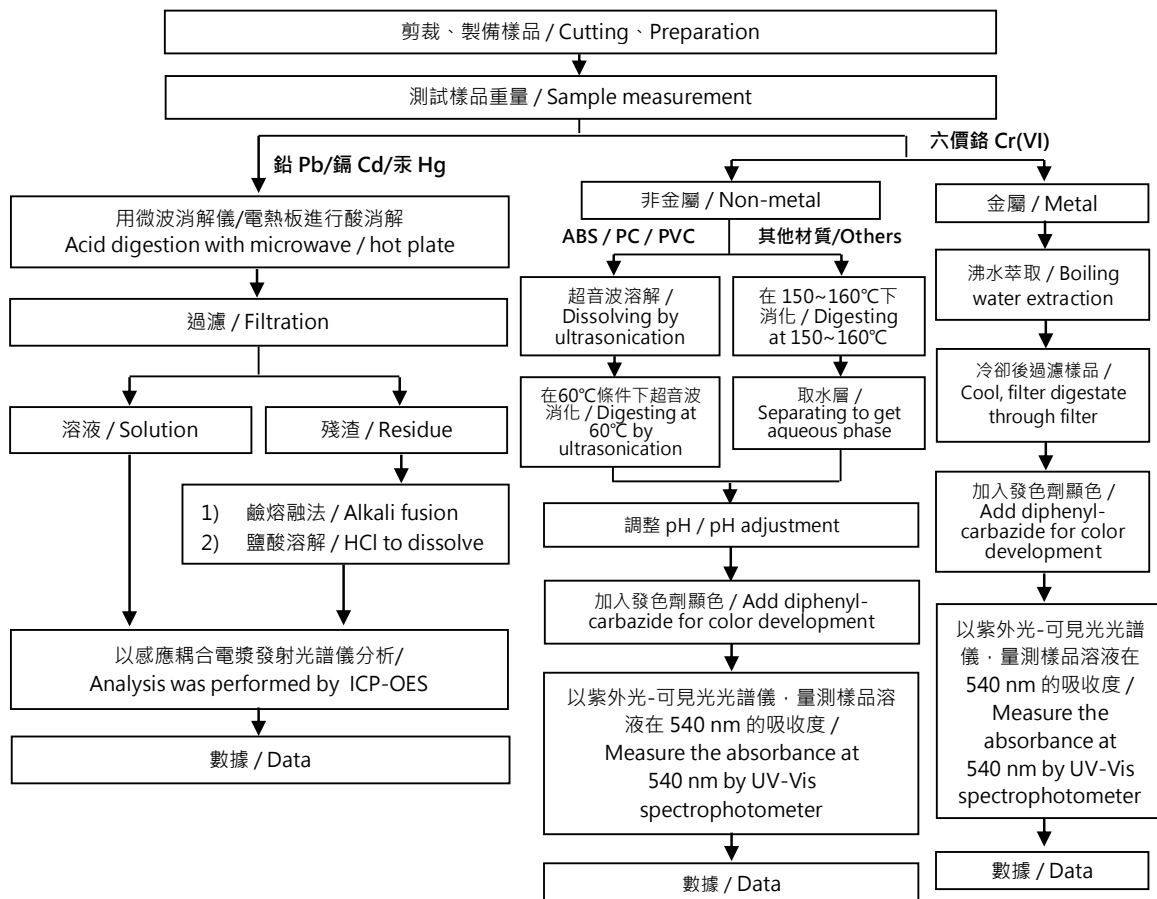 剪裁、製備樣品 / Cutting、Preparation
測試樣品重量 / Sample measurement
鉛 Pb/鎘 Cd/汞 Hg
用微波消解儀/電熱板進行酸消解
Acid digestion with microwave / hot plate
過濾 / Filtration
溶液 / Solution
殘渣 / Residue
1) 鹼熔融法 / Alkali fusion
2) 鹽酸溶解 / HCl to dissolve
以感應耦合電漿發射光譜儀分析/
Analysis was performed by ICP-OES
數據 / Data
六價鉻 Cr(VI)
非金屬 / Non-metal
ABS / PC / PVC
其他材質/Others
超音波溶解 /
Dissolving by
ultrasonication
在60℃條件下超音波
消化 / Digesting at
60℃ by
ultrasonication
在 150~160℃下
消化 / Digesting
at 150~160℃
取水層 /
Separating to get
aqueous phase
調整 pH / pH adjustment
加入發色劑顯色 / Add diphenyl-
carbazide for color development
以紫外光-可見光光譜儀，量測樣品溶
液在 540 nm 的吸收度 /
Measure the absorbance at
540 nm by UV-Vis
spectrophotometer
數據 / Data
金屬 / Metal
沸水萃取 / Boiling
water extraction
冷卻後過濾樣品 /
Cool, filter digestate
through filter
加入發色劑顯色 /
Add diphenyl-
carbazide for color
development
以紫外光-可見光光譜
儀，量測樣品溶液在
540 nm 的吸收度 /
Measure the
absorbance at
540 nm by UV-Vis
spectrophotometer
數據 / Data